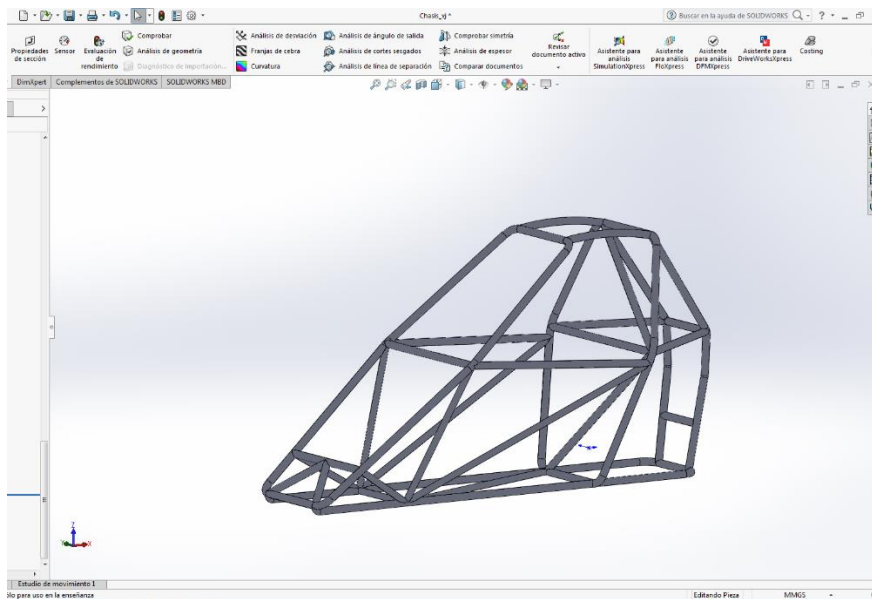 Chasis_vj *
Buscar en la ayuda de SOLIDWORKS
Propiedades de sección
Sensor
Evaluación de rendimiento
Comprobar
Análisis de geometría
Diagnóstico de importación...
Análisis de desviación
Franjas de cebra
Curvatura
Análisis de ángulo de salida
Análisis de cortes sesgados
Análisis de línea de separación
Comprobar simetría
Análisis de espesor
Comparar documentos
Revisar documento activo
Asistente para análisis SimulationXpress
Asistente para análisis FloXpress
Asistente para análisis DFMXpress
Asistente para DriveWorksXpress
Costing
DimXpert
Complementos de SOLIDWORKS
SOLIDWORKS MBD
Z
Y
X
Estudio de movimiento 1
ólo para uso en la enseñanza
Editando Pieza
MMGS